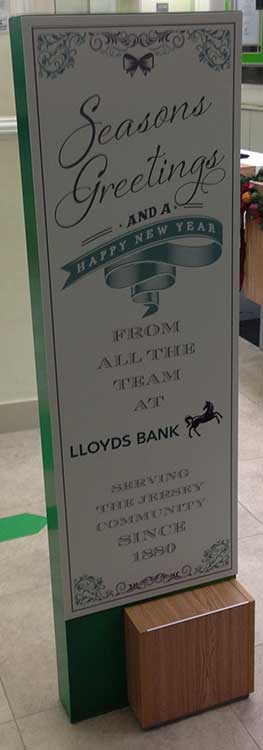 Seasons
Greetings
· AND A ·
HAPPY NEW YEAR
FROM
ALL THE
TEAM
AT
LLOYDS BANK
SERVING
THE JERSEY
COMMUNITY
SINCE
1880